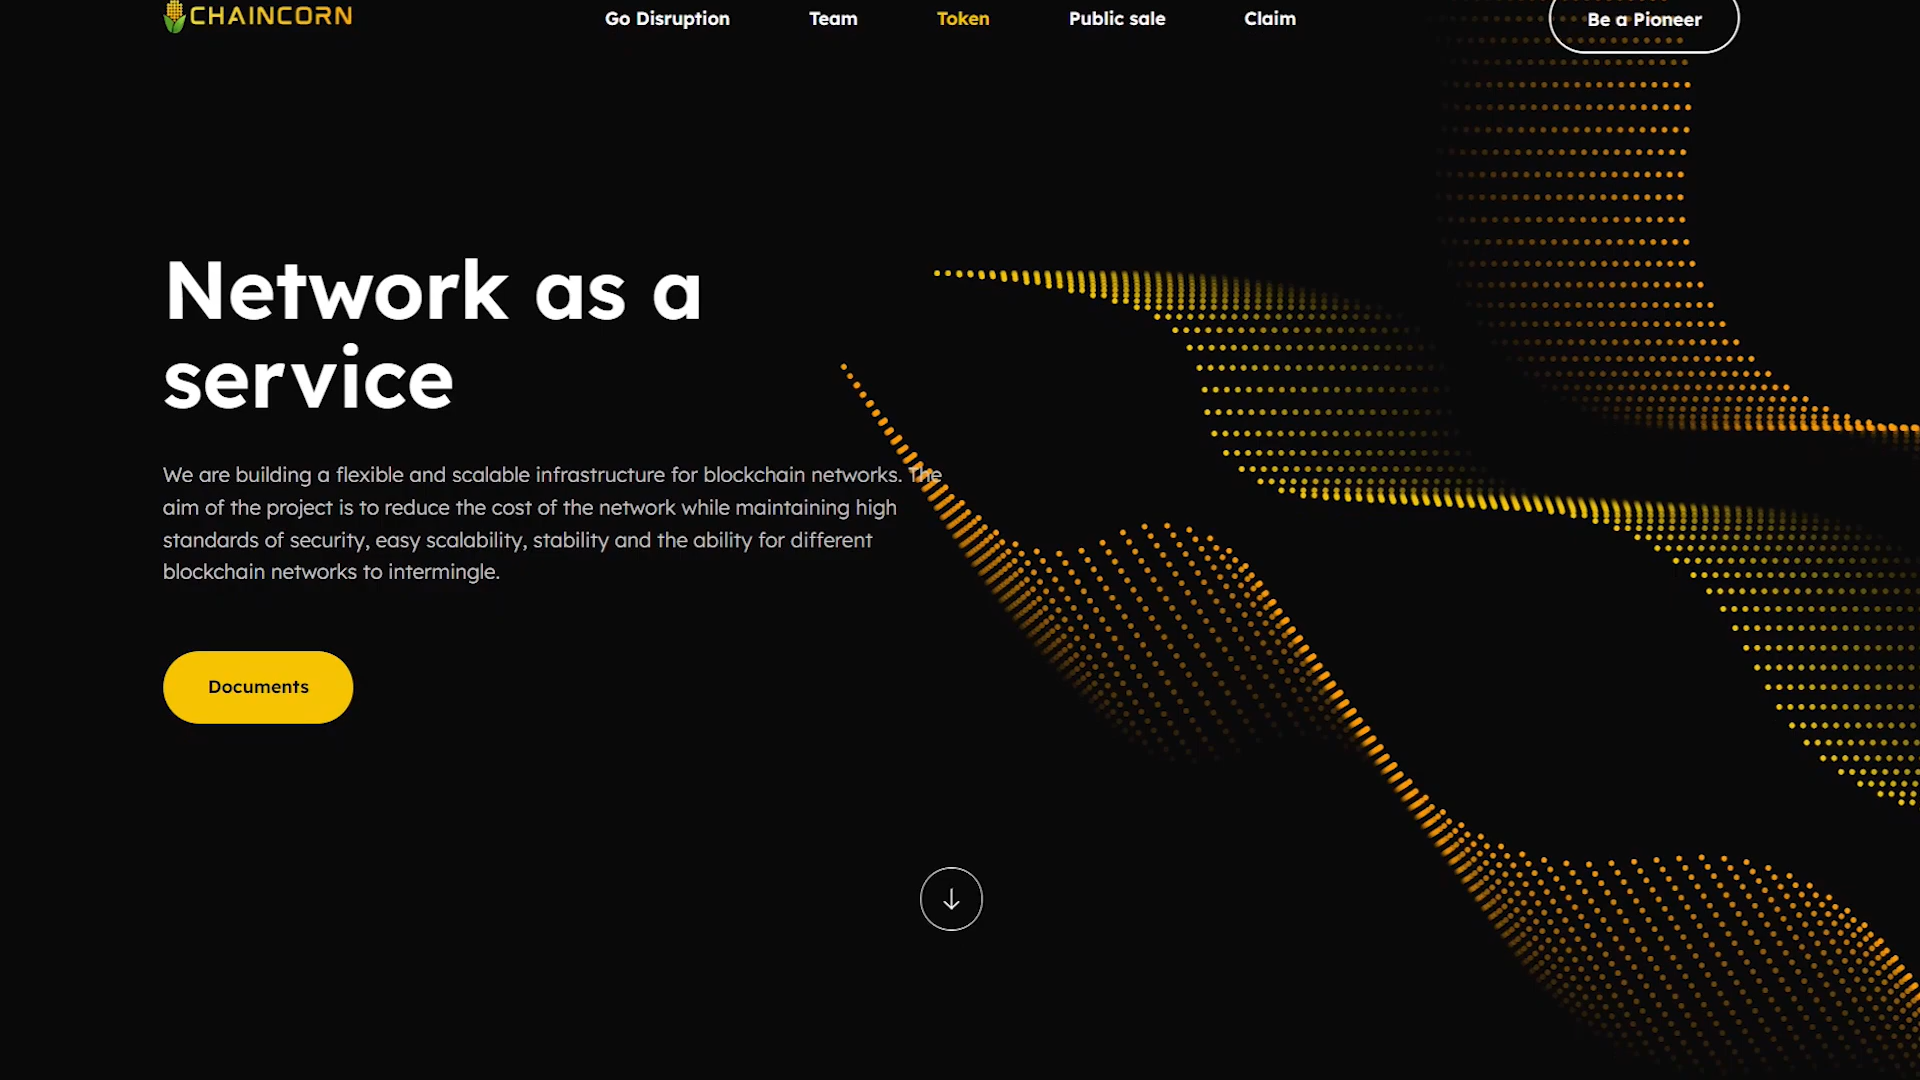 CHAINCORN
Go Disruption
Team
Token
Public sale
Claim
Be a Pioneer
Network as a
service
We are building a flexible and scalable infrastructure for blockchain networks. The
aim of the project is to reduce the cost of the network while maintaining high
standards of security, easy scalability, stability and the ability for different
blockchain networks to intermingle.
Documents